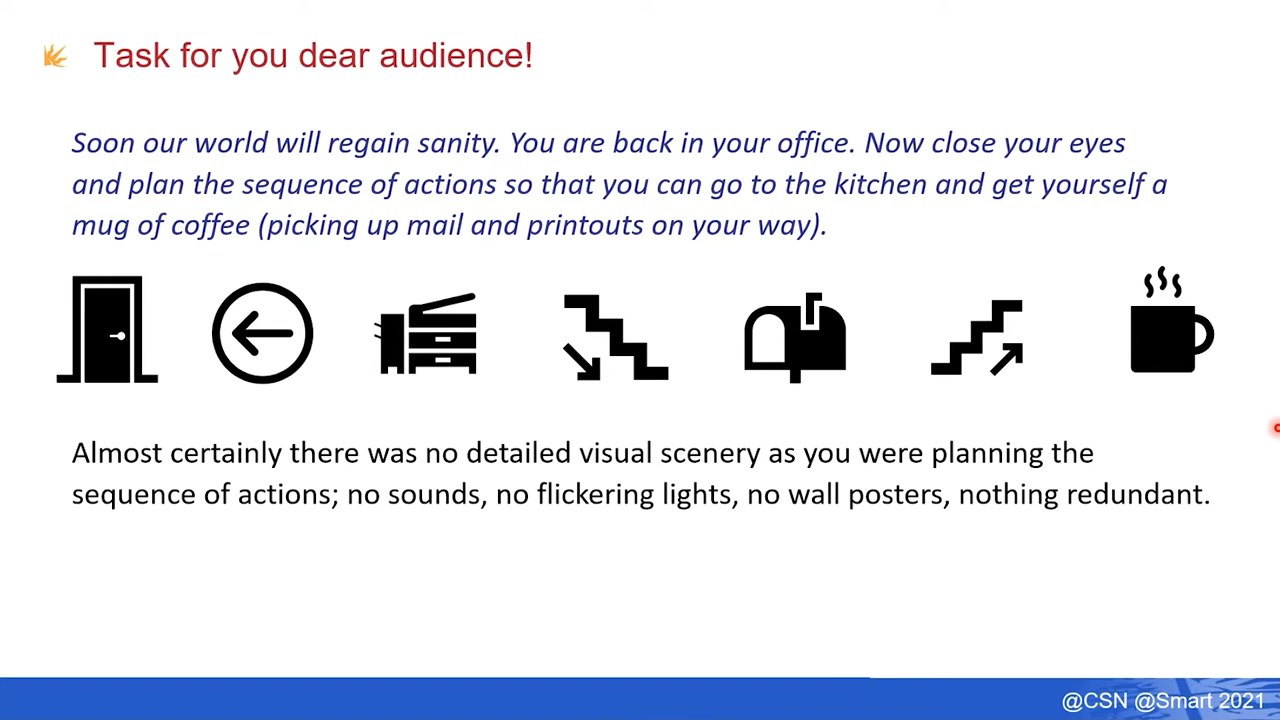 Task for you dear audience!
Soon our world will regain sanity. You are back in your office. Now close your eyes
and plan the sequence of actions so that you can go to the kitchen and get yourself a
mug of coffee (picking up mail and printouts on your way).
Almost certainly there was no detailed visual scenery as you were planning the
sequence of actions; no sounds, no flickering lights, no wall posters, nothing redundant.
@CSN @Smart 2021